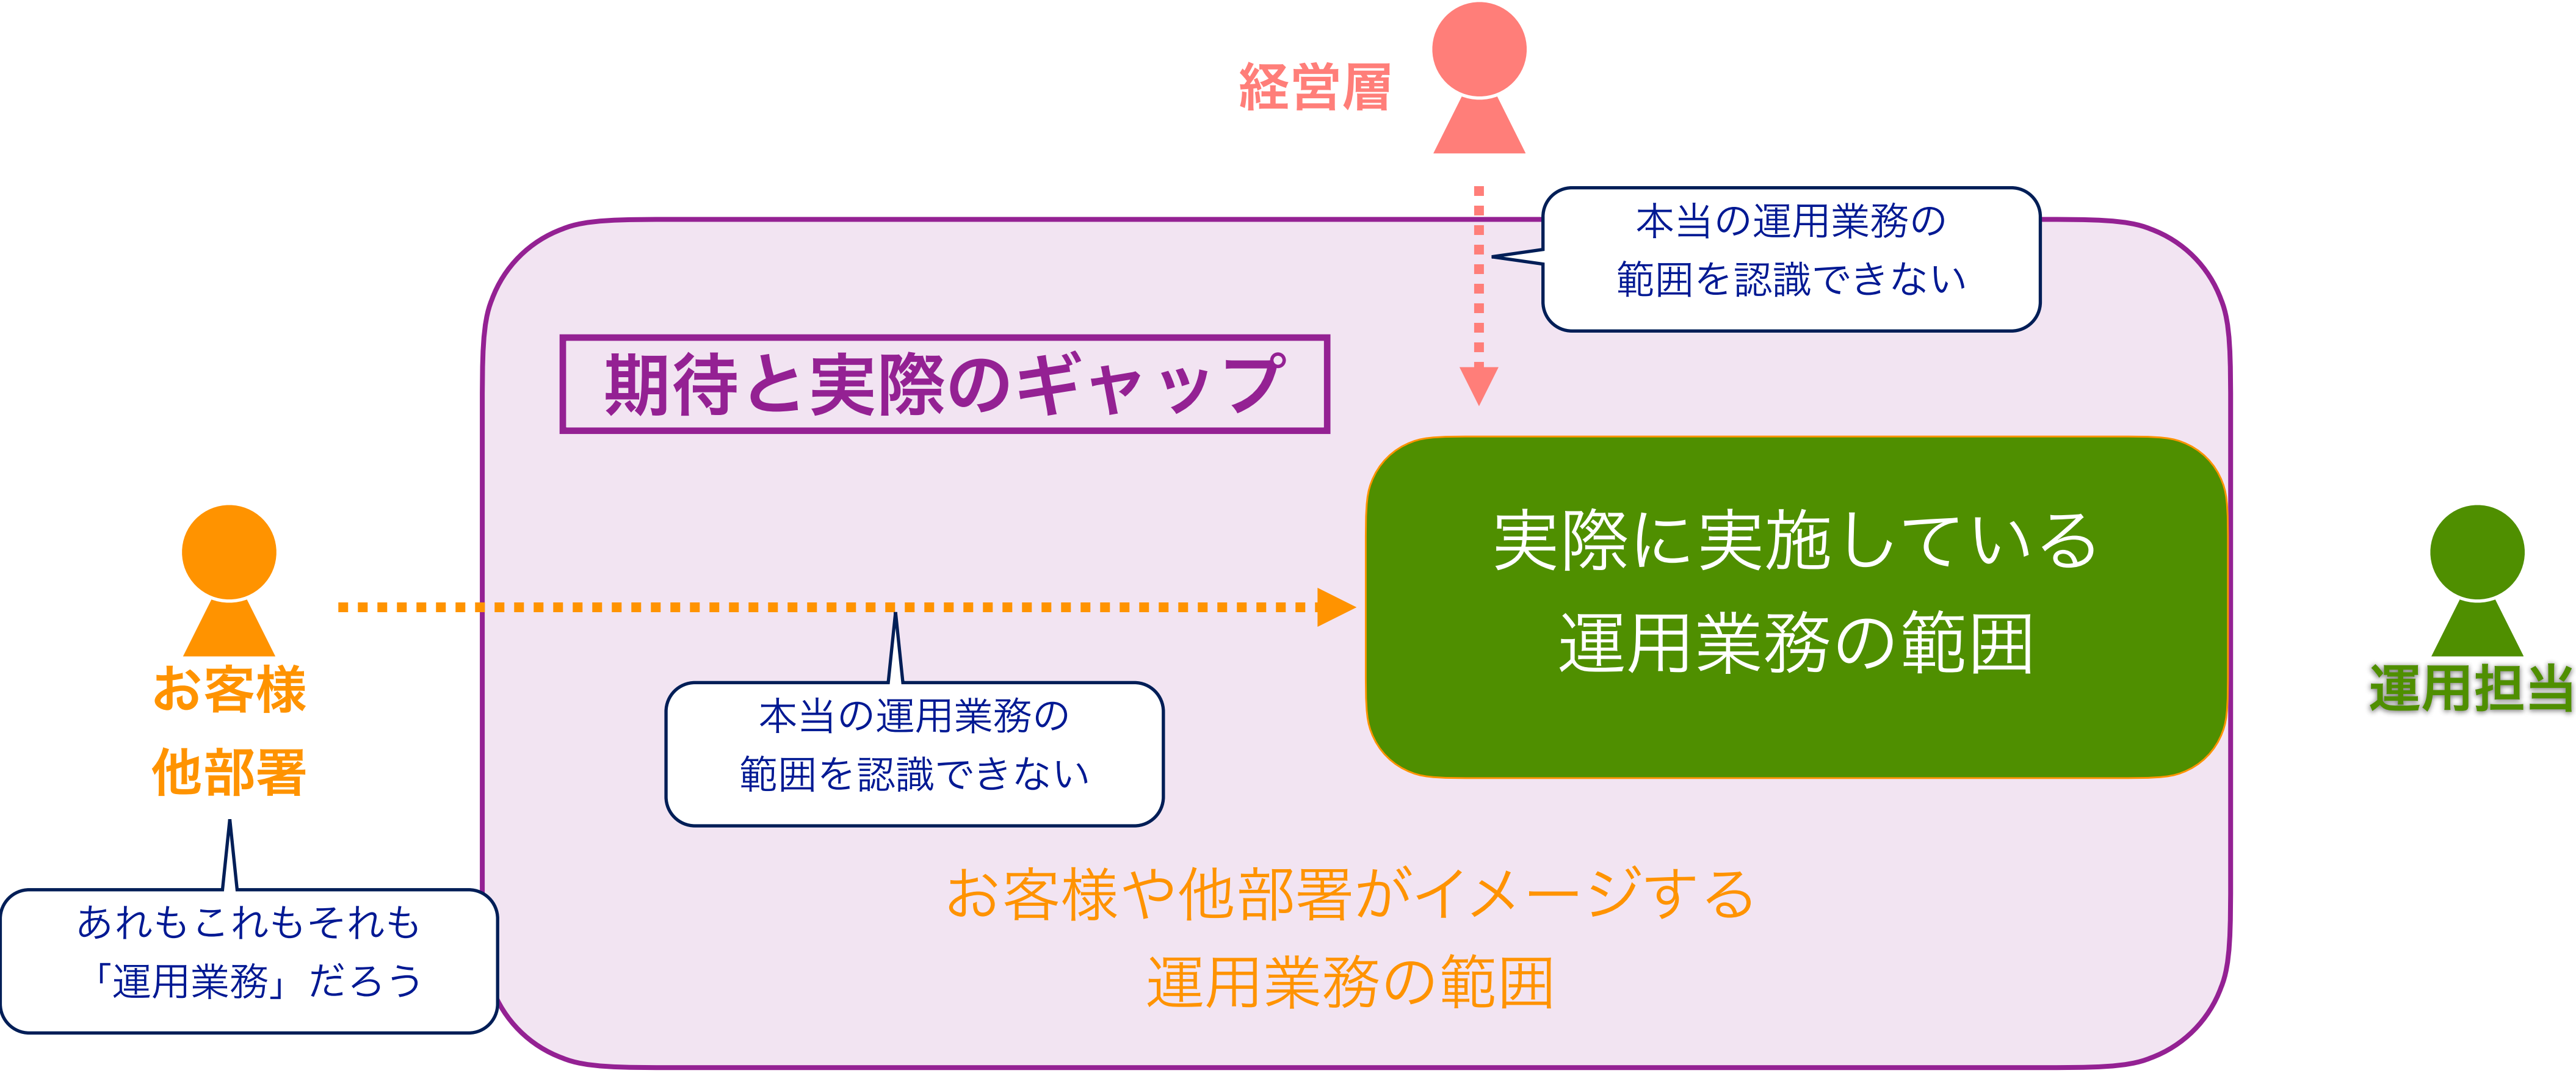 経営層
本当の運用業務の
範囲を認識できない
期待と実際のギャップ
実際に実施している
運用業務の範囲
お客様
他部署
運用担当
本当の運用業務の
範囲を認識できない
あれもこれもそれも
「運用業務」だろう
お客様や他部署がイメージする
運用業務の範囲